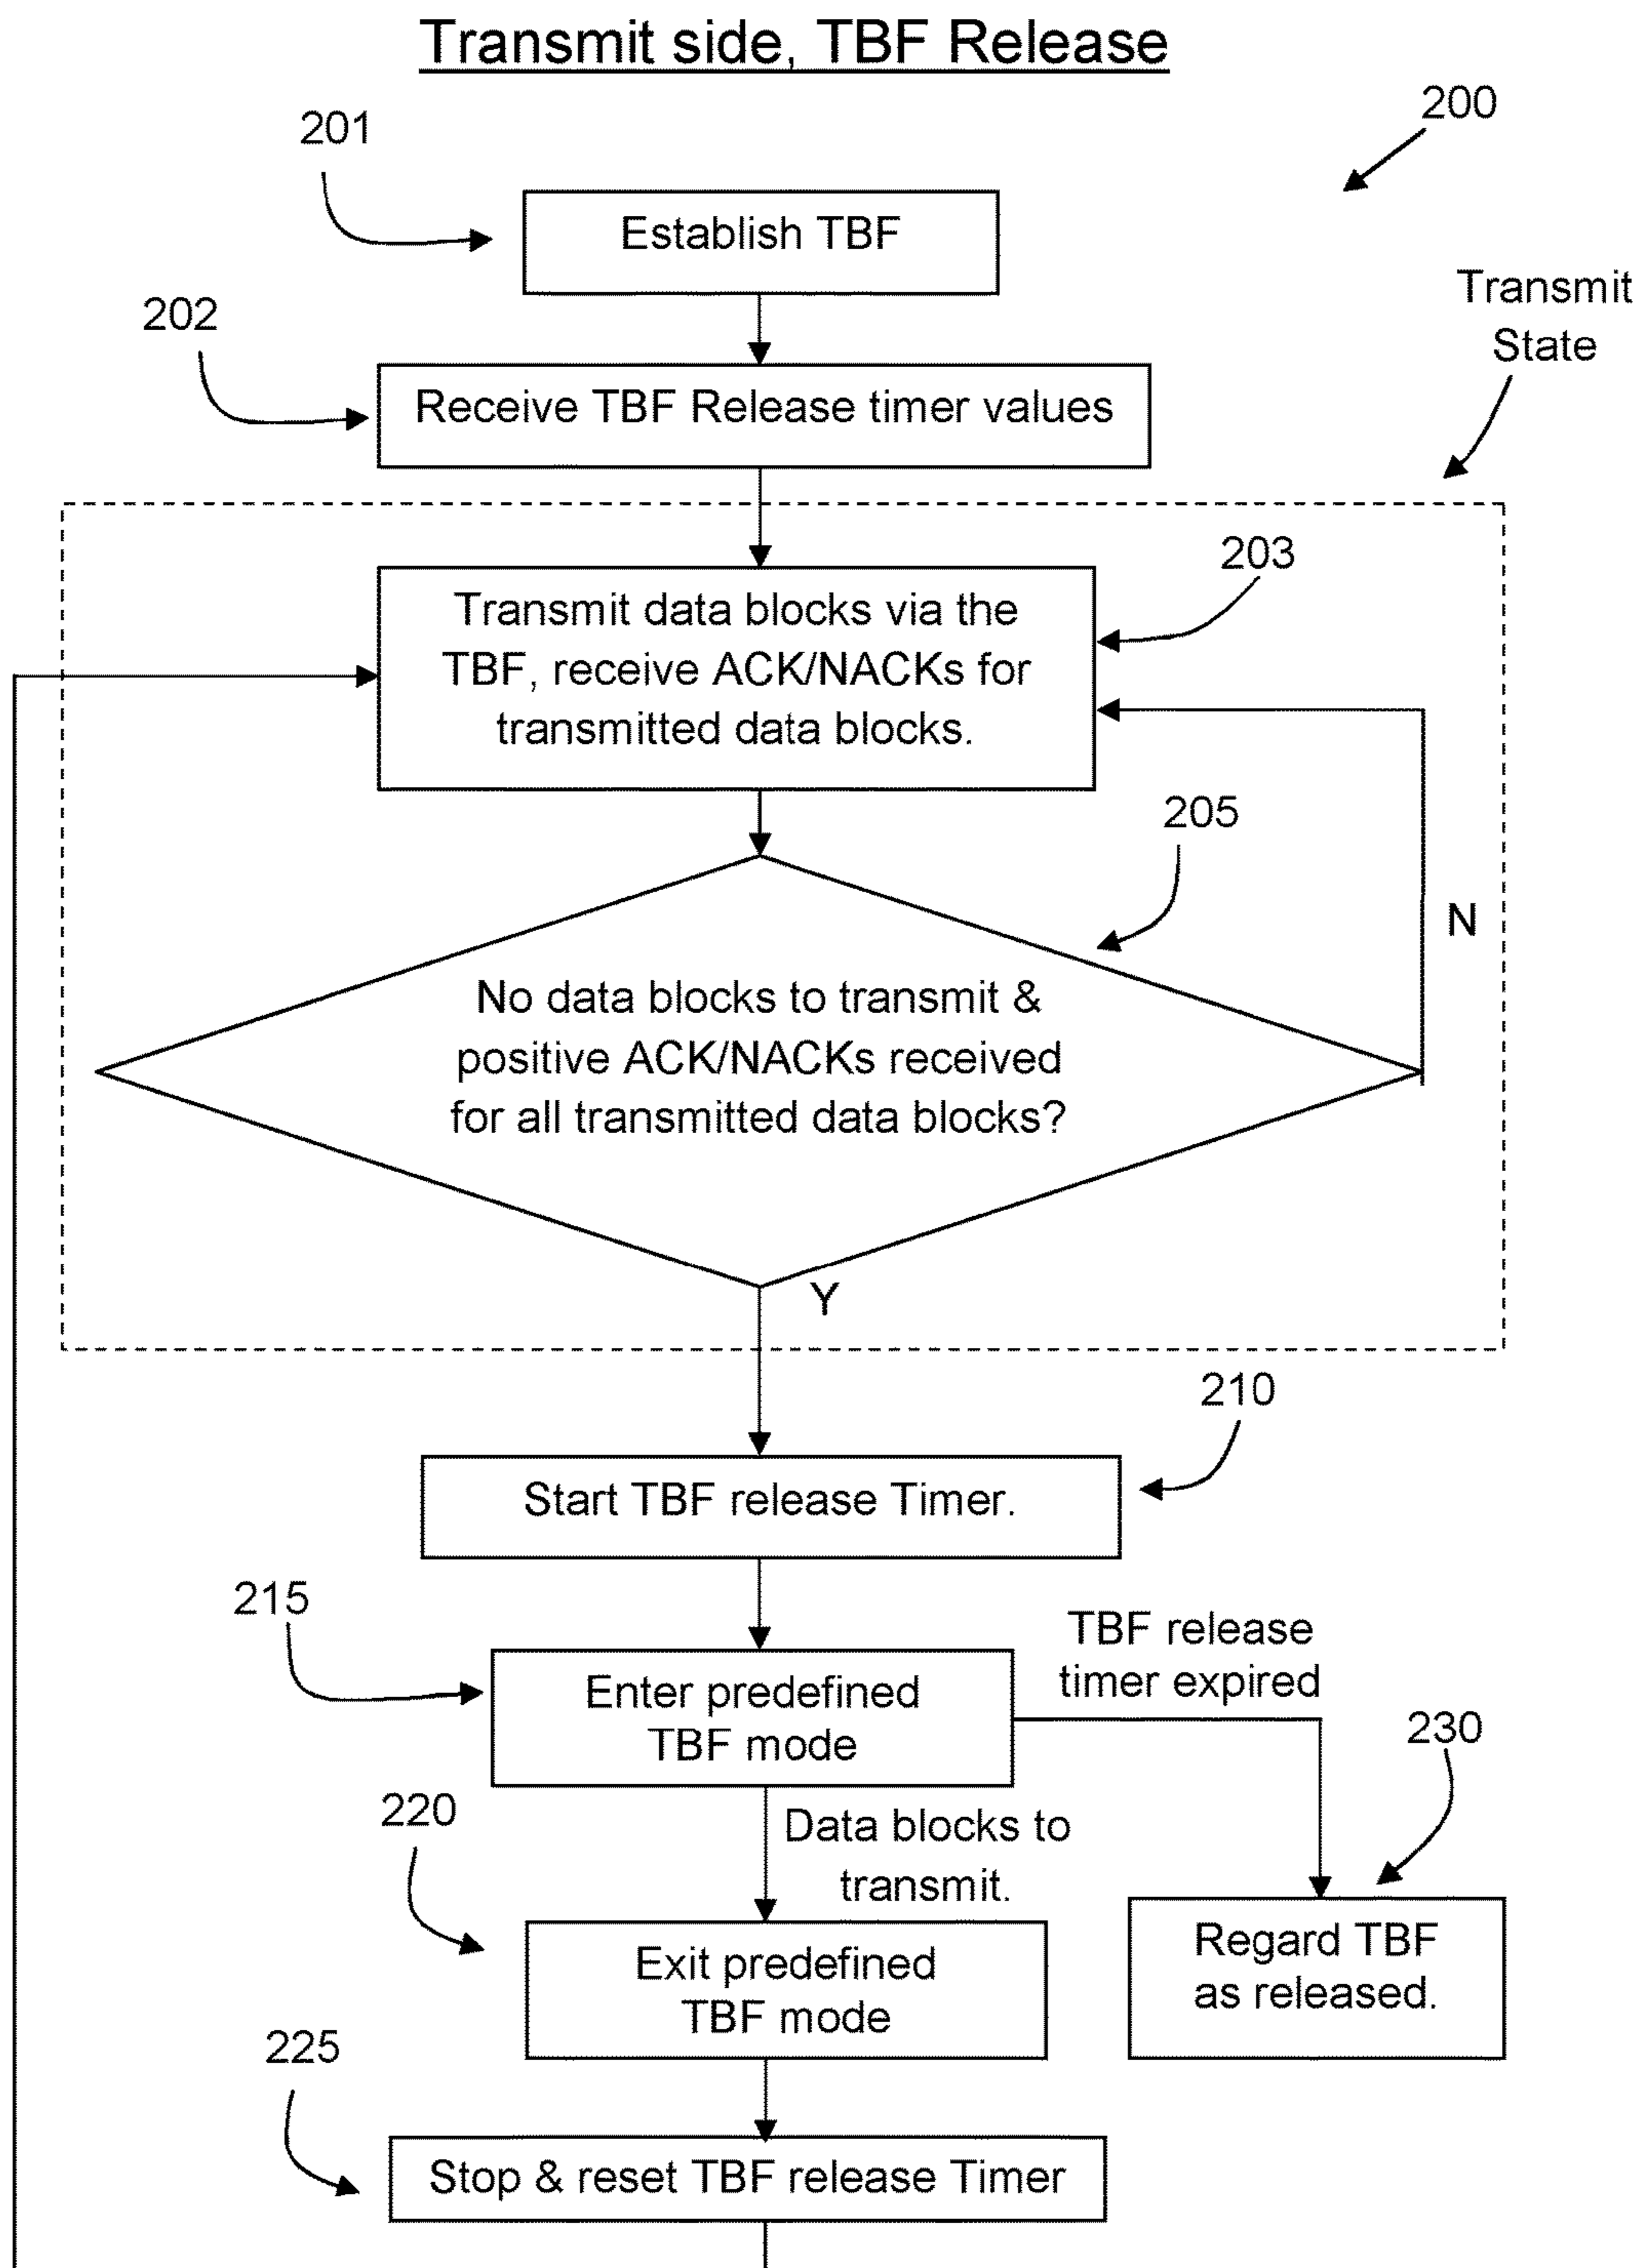 Transmit side, TBF Release
200
201
Establish TBF
Transmit
State
202
Receive TBF Release timer values
203
Transmit data blocks via the
TBF, receive ACK/NACKs for
transmitted data blocks.
205
N
No data blocks to transmit &
positive ACK/NACKs received
for all transmitted data blocks?
Y
210
Start TBF release Timer.
215
TBF release
timer expired
Enter predefined
TBF mode
230
220
Data blocks to
transmit.
Regard TBF
as released.
Exit predefined
TBF mode
225
Stop & reset TBF release Timer